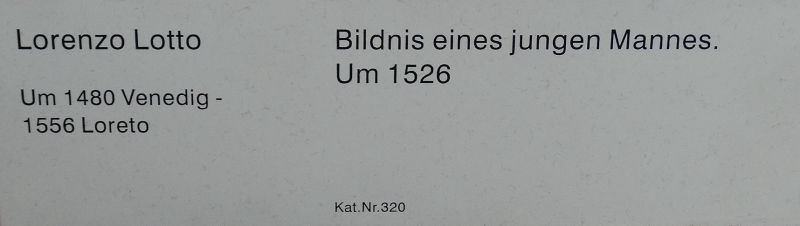 Lorenzo Lotto
Um 1480 Venedig -
1556 Loreto
Bildnis eines jungen Mannes.
Um 1526
Kat.Nr.320